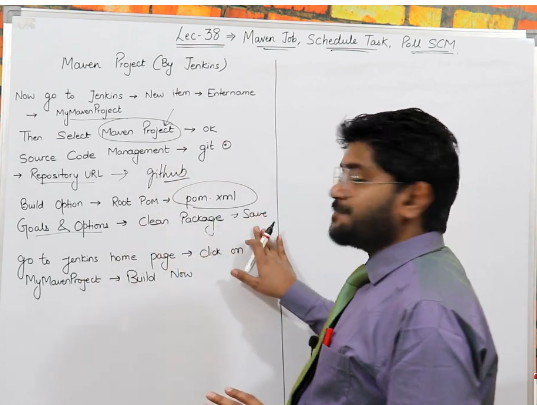 Lec-38 → Maven Job, Schedule Task, Poll SCM
Maven Project (By Jenkins)
Now go to Jenkins → New item → Entername
→ MyMavenProject
Then Select Maven Project → OK
Source Code Management → git ⊙
→ Repository URL → github
Build Option → Root Pom → pom.xml
Goals & Options → Clean Package → Save
go to Jenkins home page → Click on
MyMavenProject → Build Now